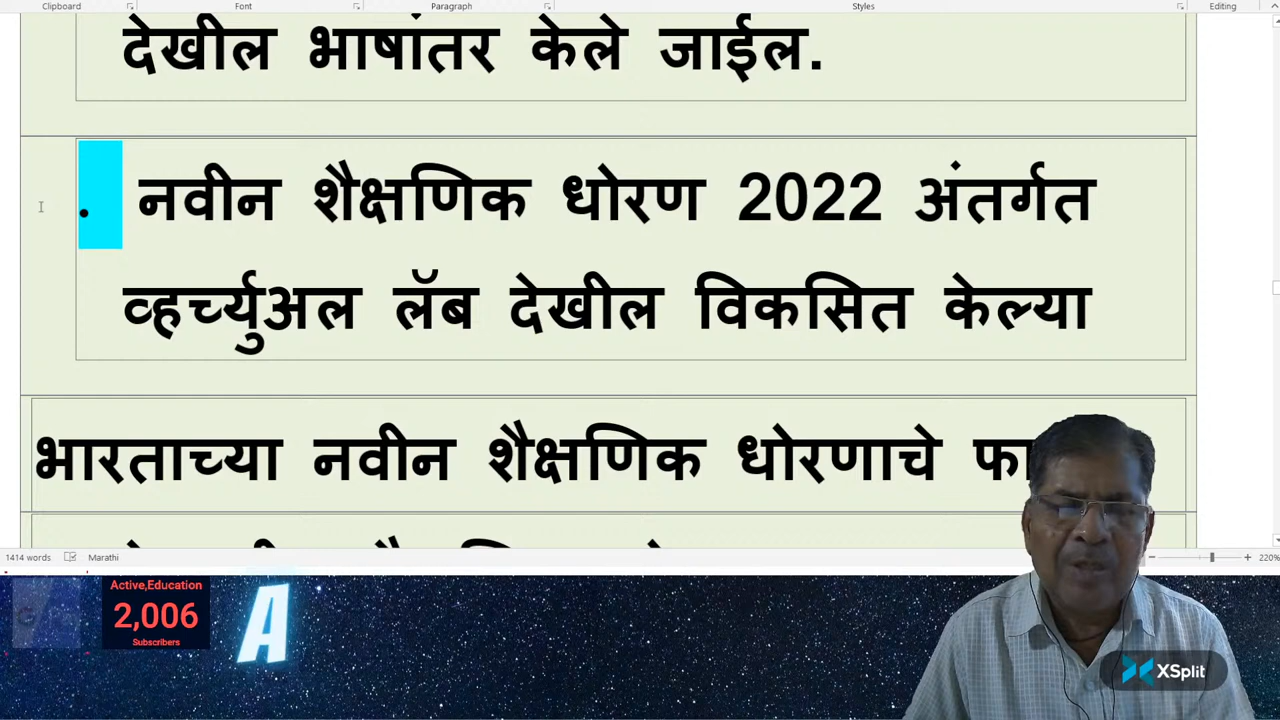 Clipboard
Font
Paragraph
Styles
Editing
देखील भाषांतर केले जाईल.
. नवीन शैक्षणिक धोरण 2022 अंतर्गत
व्हर्च्युअल लॅब देखील विकसित केल्या
भारताच्या नवीन शैक्षणिक धोरणाचे
1414 words
Marathi
220%
Active,Education
2,006
Subscribers
A
XSplit